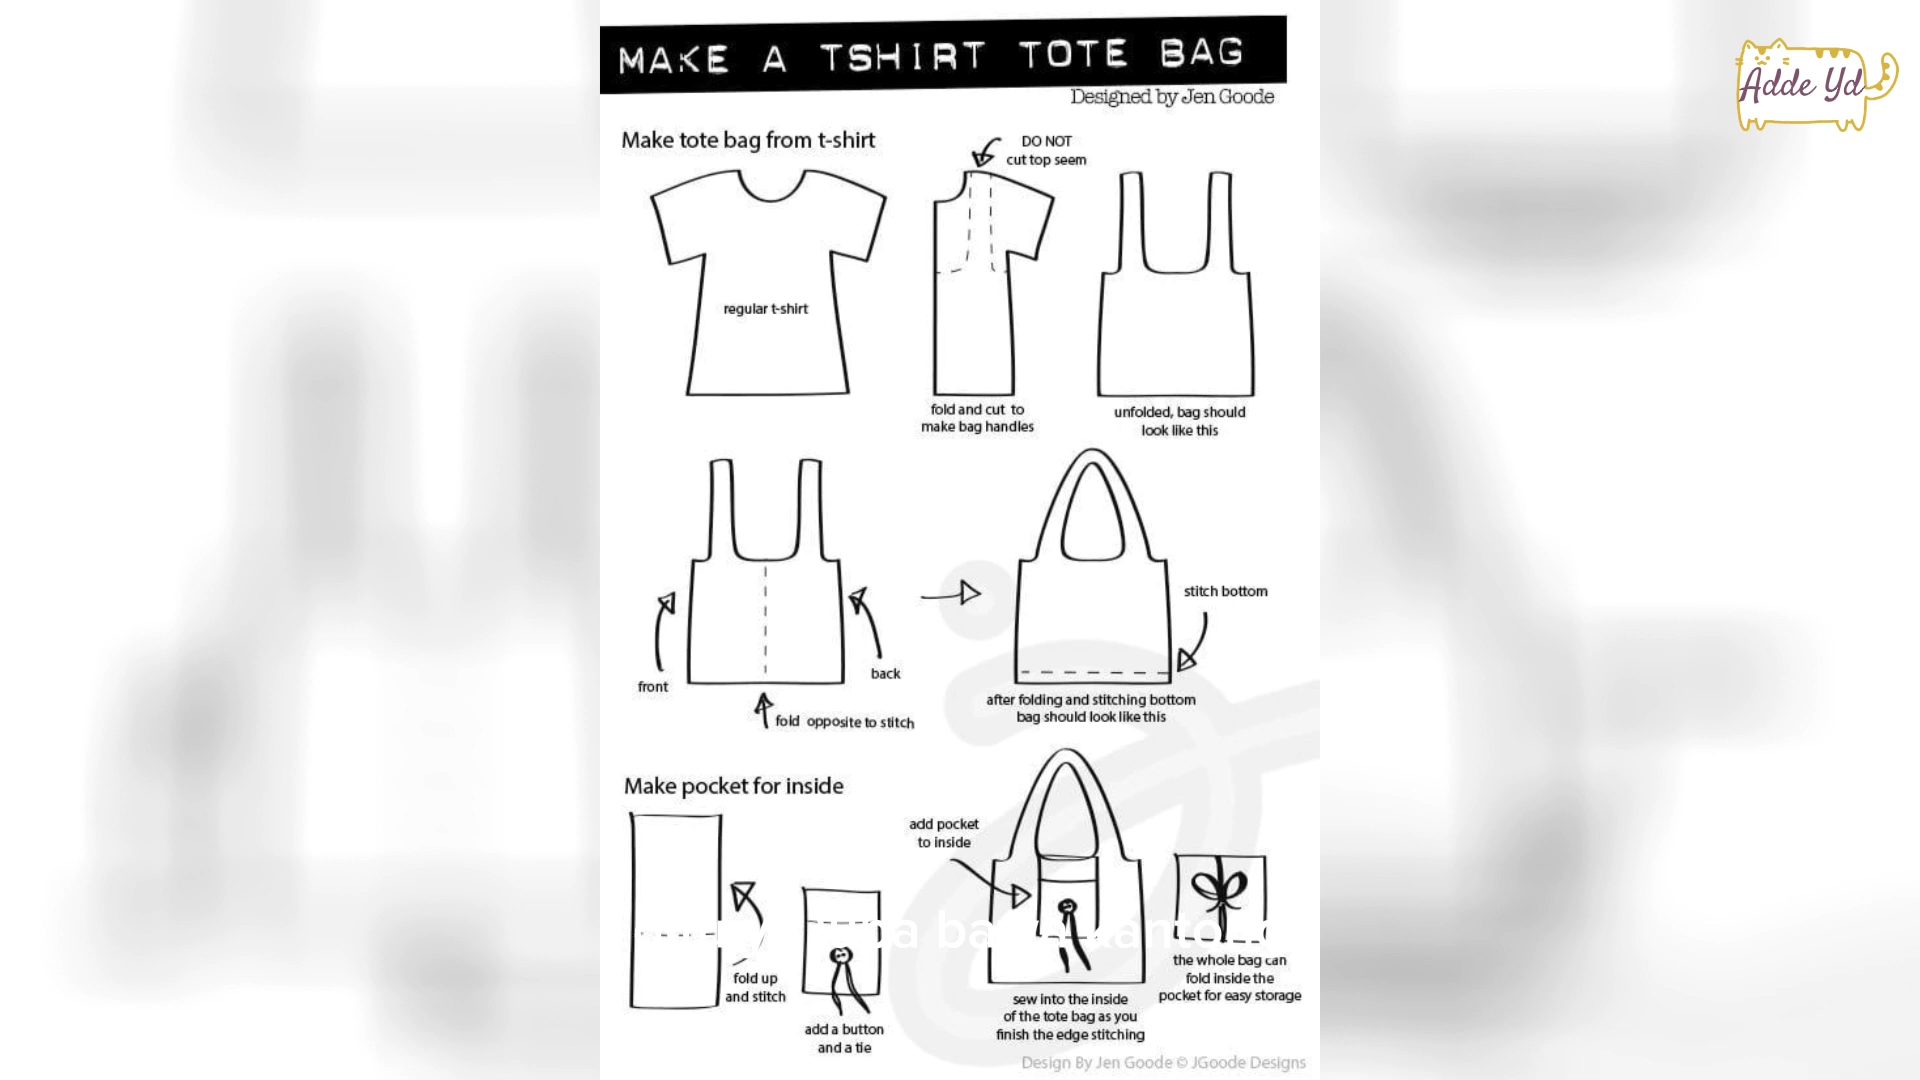 MAKE A TSHIRT TOTE BAG
Designed by Jen Goode
Adde Yd
Make tote bag from t-shirt
DO NOT
cut top seem
regular t-shirt
fold and cut to
make bag handles
unfolded, bag should
look like this
front
back
fold opposite to stitch
stitch bottom
after folding and stitching bottom
bag should look like this
Make pocket for inside
fold up
and stitch
add a button
and a tie
add pocket
to inside
sew into the inside
of the tote bag as you
finish the edge stitching
the whole bag can
fold inside the
pocket for easy storage
Design By Jen Goode © JGoode Designs